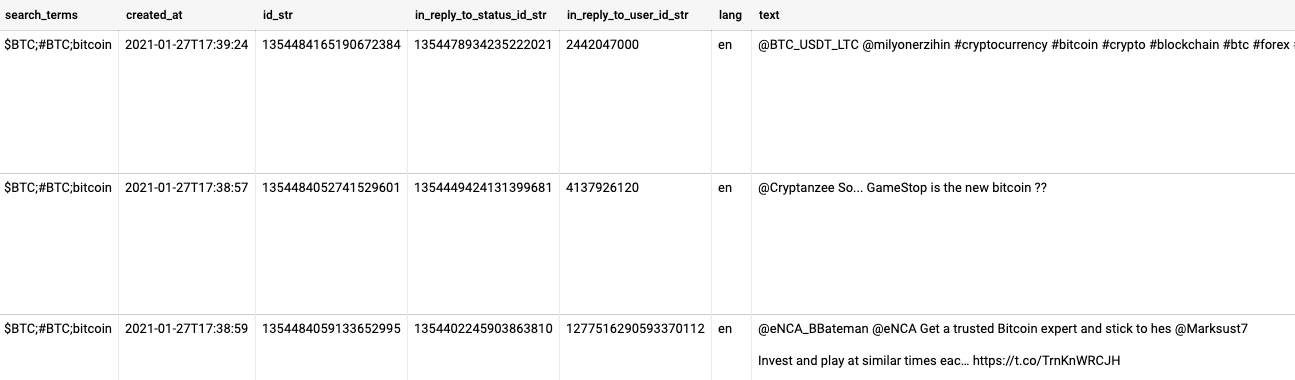 search_terms created_at id_str in_reply_to_status_id_str in_reply_to_user_id_str lang text
$BTC;#BTC;bitcoin 2021-01-27T17:39:24 1354484165190672384 1354478934235222021 2442047000 en @BTC_USDT_LTC @milyonerzihin #cryptocurrency #bitcoin #crypto #blockchain #btc #forex
$BTC;#BTC;bitcoin 2021-01-27T17:38:57 1354484052741529601 1354449424131399681 4137926120 en @Cryptanzee So... GameStop is the new bitcoin ??
$BTC;#BTC;bitcoin 2021-01-27T17:38:59 1354484059133652995 1354402245903863810 1277516290593370112 en @eNCA_BBateman @eNCA Get a trusted Bitcoin expert and stick to hes @Marksust7
Invest and play at similar times eac… https://t.co/TrnKnWRCJH